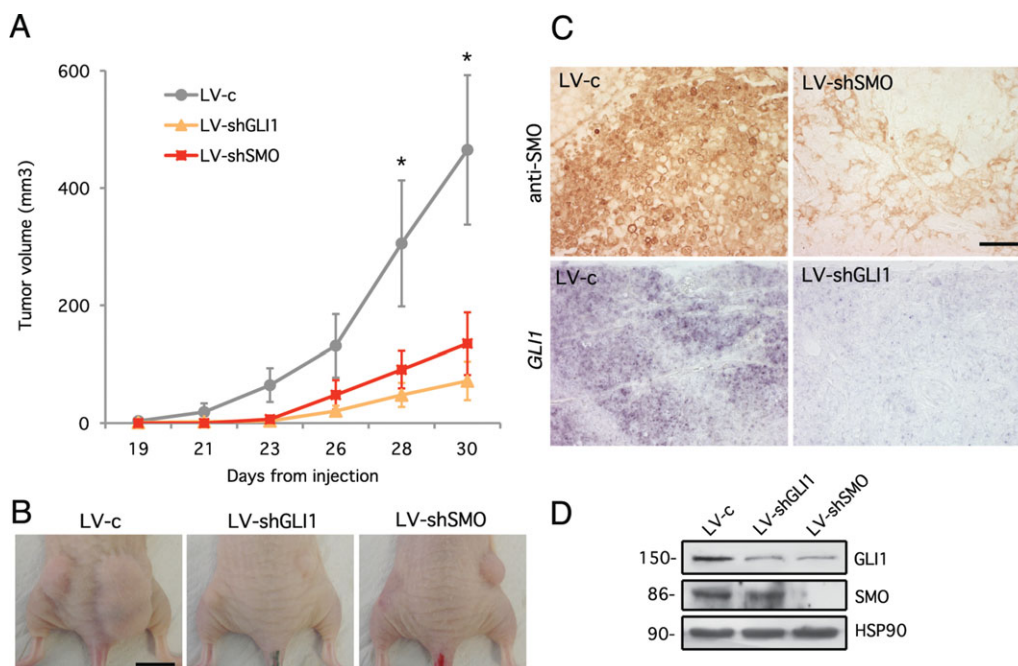 A
600
400
200
0
Tumor volume (mm3)
LV-c
LV-shGLI1
LV-shSMO
*
*
19 21 23 26 28 30
Days from injection
B
LV-c LV-shGLI1 LV-shSMO
C
anti-SMO
LV-c
LV-shSMO
GLI1
LV-c
LV-shGLI1
D
LV-c LV-shGLI1 LV-shSMO
150- GLI1
86- SMO
90- HSP90